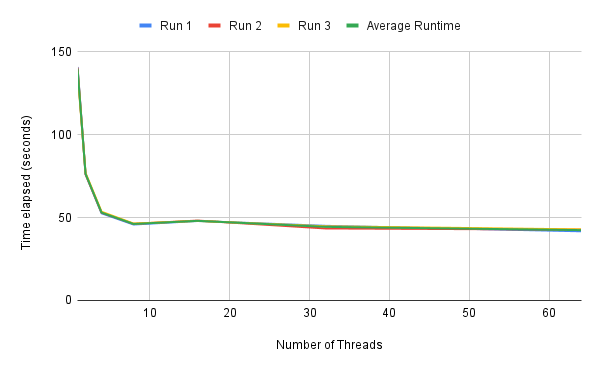 Run 1 Run 2 Run 3 Average Runtime
150
100
50
0
Time elapsed (seconds)
10 20 30 40 50 60
Number of Threads